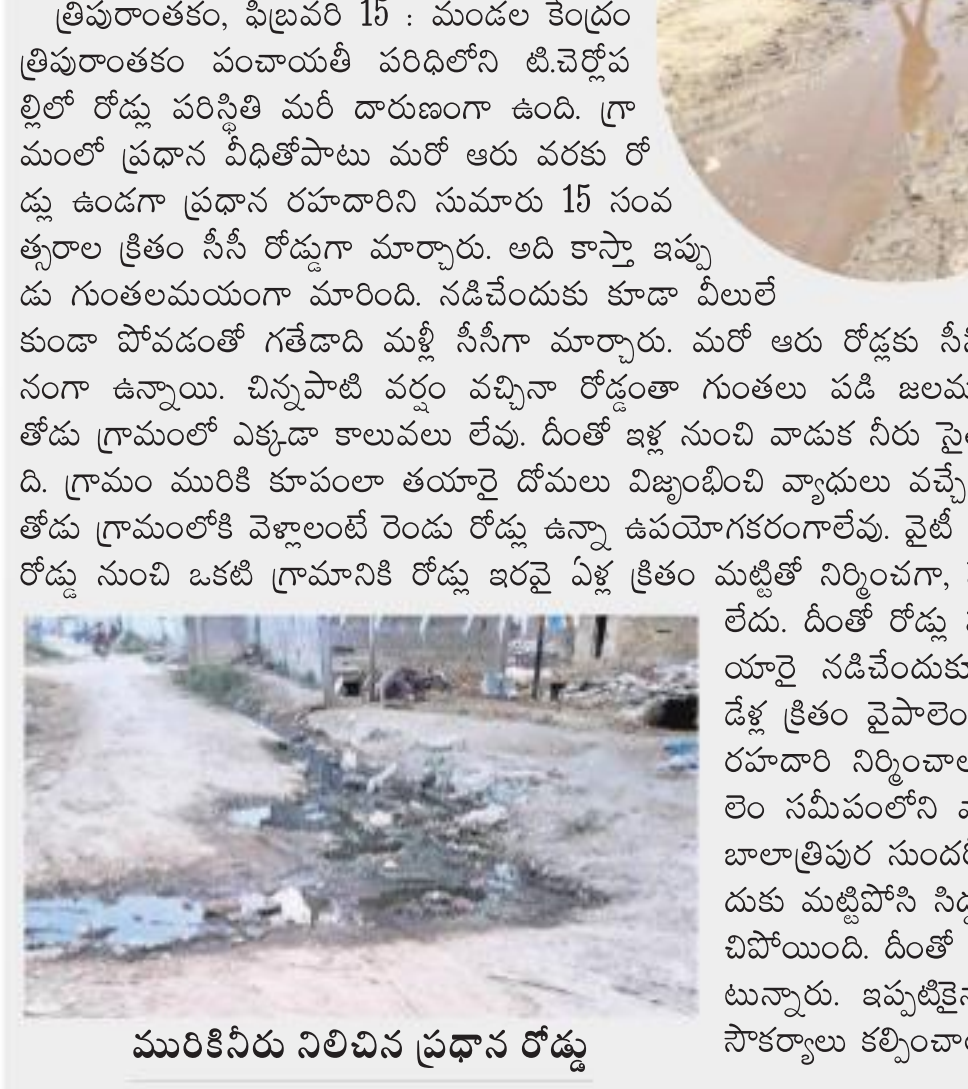 త్రిపురాంతకం, ఫిబ్రవరి 15 : మండల కేంద్రం
త్రిపురాంతకం పంచాయతీ పరిధిలోని టి.చెర్లోప
ల్లిలో రోడ్లు పరిస్థితి మరీ దారుణంగా ఉంది. గ్రా
మంలో ప్రధాన వీధితోపాటు మరో ఆరు వరకు రో
డ్లు ఉండగా ప్రధాన రహదారిని సుమారు 15 సంవ
త్సరాల క్రితం సీసీ రోడ్డుగా మార్చారు. అది కాస్తా ఇప్పు
డు గుంతలమయంగా మారింది. నడిచేందుకు కూడా వీలులే
కుండా పోవడంతో గతేడాది మళ్లీ సీసీగా మార్చారు. మరో ఆరు రోడ్లకు
నంగా ఉన్నాయి. చిన్నపాటి వర్షం వచ్చినా రోడ్డంతా గుంతలు పడి
తోడు గ్రామంలో ఎక్కడా కాలువలు లేవు. దీంతో ఇళ్ల నుంచి వాడుక నీరు
ది. గ్రామం మురికి కూపంలా తయారై దోమలు విజృంభించి వ్యాధులు వచ్చే
తోడు గ్రామంలోకి వెళ్లాలంటే రెండు రోడ్లు ఉన్నా ఉపయోగకరంగాలేవు. వైటీ
రోడ్డు నుంచి ఒకటి గ్రామానికి రోడ్లు ఇరవై ఏళ్ల క్రితం మట్టితో నిర్మించగా,
లేదు. దీంతో రోడ్లు
యారై నడిచేందుకు
డేళ్ల క్రితం వైపాలెం
రహదారి నిర్మించాల
లెం సమీపంలోని
బాలాత్రిపుర సుందరి
దుకు మట్టిపోసి
చిపోయింది. దీంతో
టున్నారు. ఇప్పటికైనా
సౌకర్యాలు కల్పించాల
మురికినీరు నిలిచిన ప్రధాన రోడ్డు